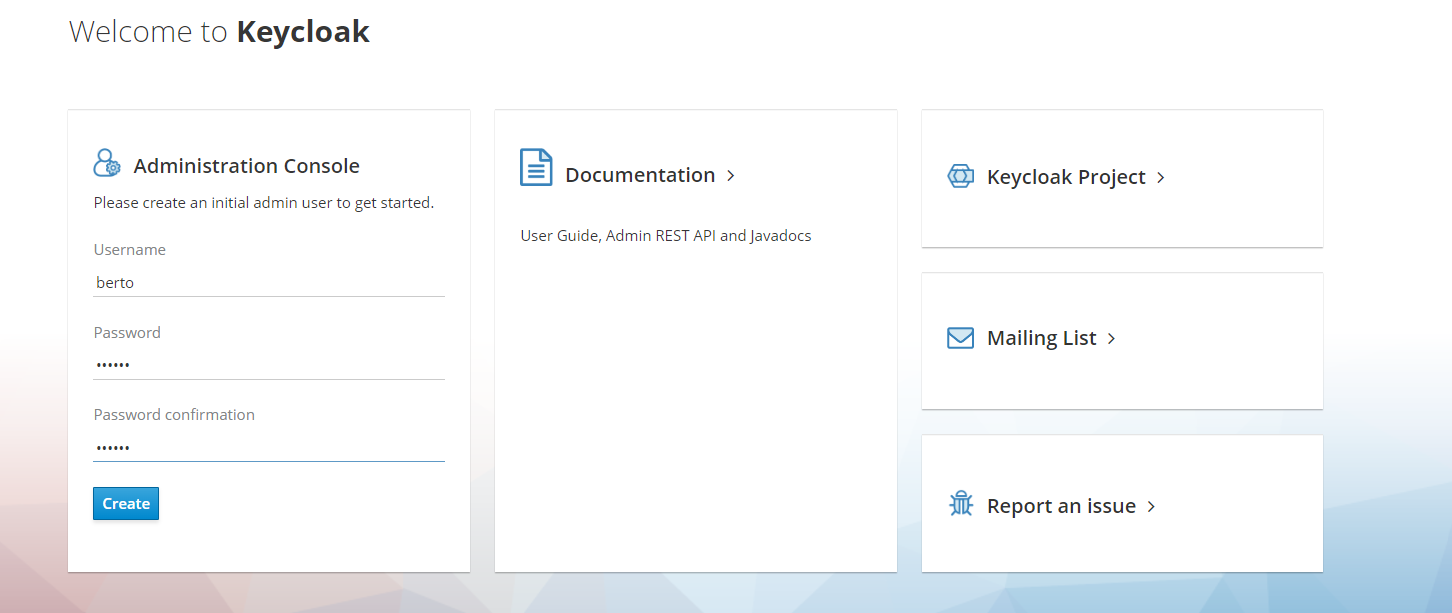 Welcome to Keycloak
Administration Console
Please create an initial admin user to get started.
Username
berto
Password
••••••
Password confirmation
••••••
Create
Documentation
User Guide, Admin REST API and Javadocs
Keycloak Project
Mailing List
Report an issue